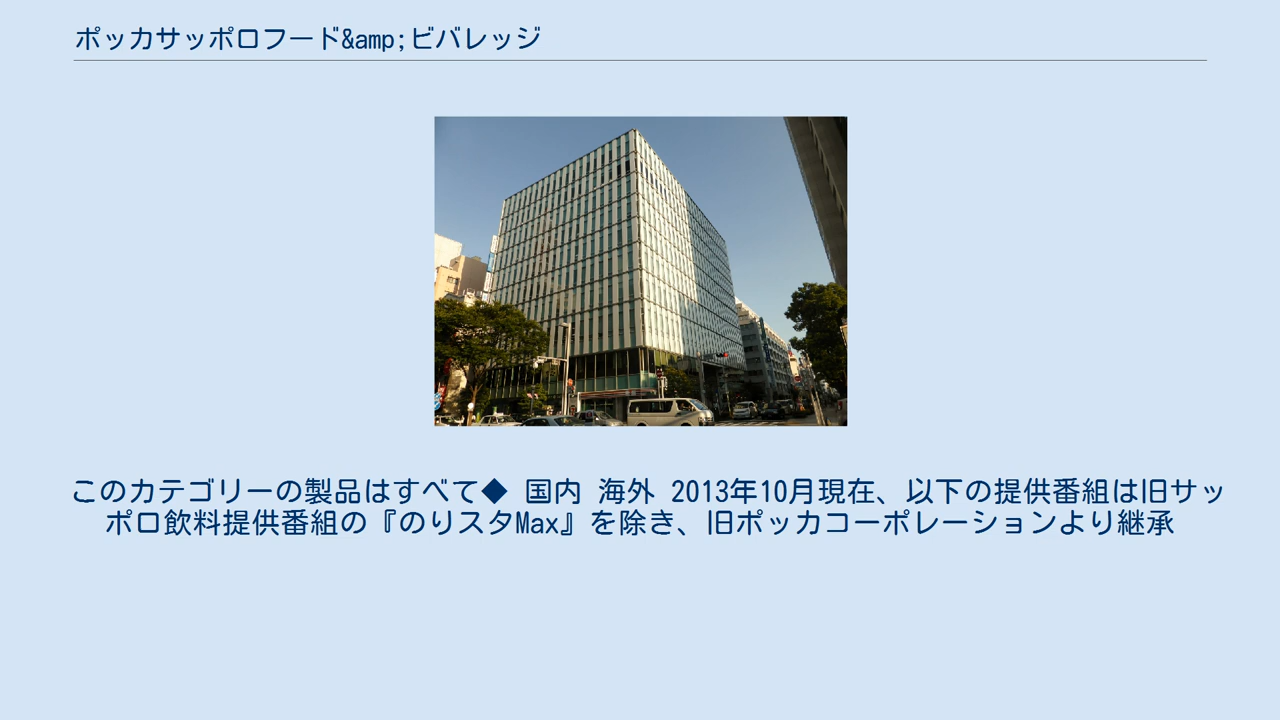 ポッカサッポロフード&amp;ビバレッジ
このカテゴリーの製品はすべて◆ 国内 海外 2013年10月現在、以下の提供番組は旧サッ
ポロ飲料提供番組の『のりスタMax』を除き、旧ポッカコーポレーションより継承